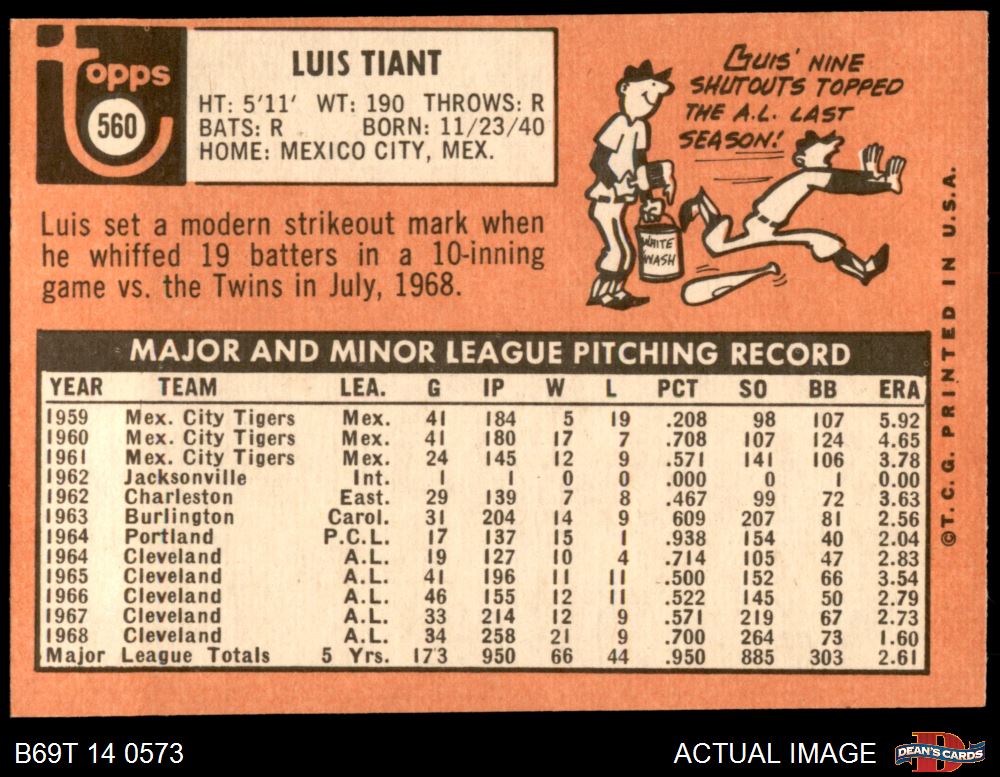 Topps
560
LUIS TIANT
HT: 5'11' WT: 190 THROWS: R
BATS: R BORN: 11/23/40
HOME: MEXICO CITY, MEX.
LUIS' NINE
SHUTOUTS TOPPED
THE A.L. LAST
SEASON!
WHITE
WASH
Luis set a modern strikeout mark when
he whiffed 19 batters in a 10-inning
game vs. the Twins in July, 1968.
MAJOR AND MINOR LEAGUE PITCHING RECORD
YEAR TEAM LEA. G IP W L PCT SO BB ERA
1959 Mex. City Tigers Mex. 41 184 5 19 .208 98 107 5.92
1960 Mex. City Tigers Mex. 41 180 17 7 .708 107 124 4.65
1961 Mex. City Tigers Mex. 24 145 12 9 .571 141 106 3.78
1962 Jacksonville Int. 1 1 0 0 .000 0 1 0.00
1962 Charleston East. 29 139 7 8 .467 99 72 3.63
1963 Burlington Carol. 31 204 14 9 609 207 81 2.56
1964 Portland P.C.L. 17 137 15 1 .938 154 40 2.04
1964 Cleveland A.L. 19 127 10 4 .714 105 47 2.83
1965 Cleveland A.L. 41 196 11 11 .500 152 66 3.54
1966 Cleveland A.L. 46 155 12 11 .522 145 50 2.79
1967 Cleveland A.L. 33 214 12 9 .571 219 67 2.73
1968 Cleveland A.L. 34 258 21 9 .700 264 73 1.60
Major League Totals 5 Yrs. 173 950 66 44 .950 885 303 2.61
©T. C. G. PRINTED IN U.S.A.
B69T 14 0573
ACTUAL IMAGE
D
DEAN'S CARDS